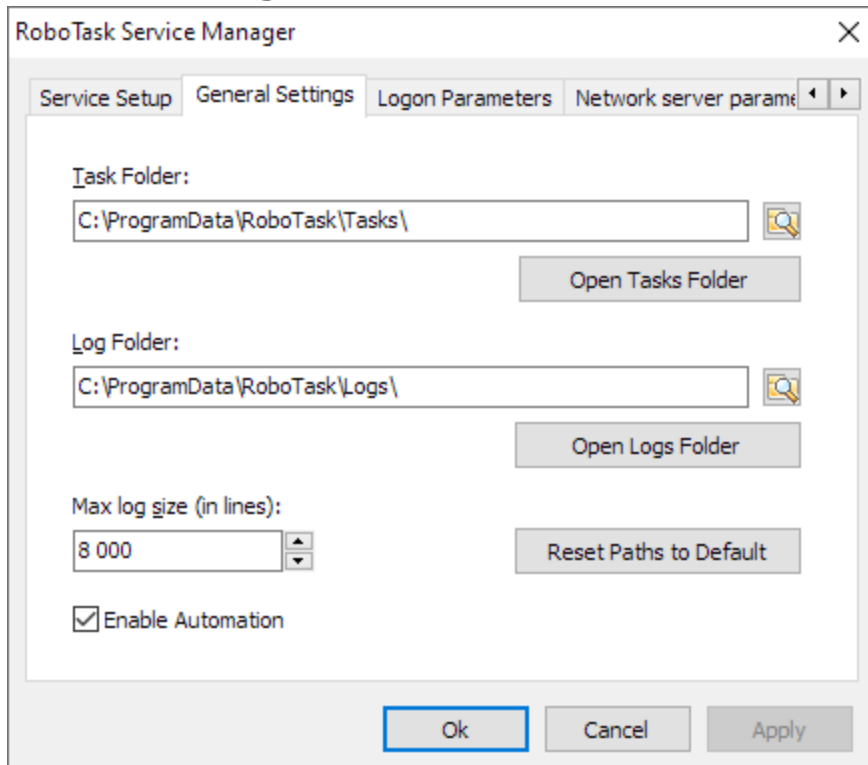 RoboTask Service Manager
Service Setup General Settings Logon Parameters Network server parame
Task Folder:
C:\ProgramData\RoboTask\Tasks\
Open Tasks Folder
Log Folder:
C:\ProgramData\RoboTask\Logs\
Open Logs Folder
Max log size (in lines):
8 000 Reset Paths to Default
Enable Automation
Ok Cancel Apply